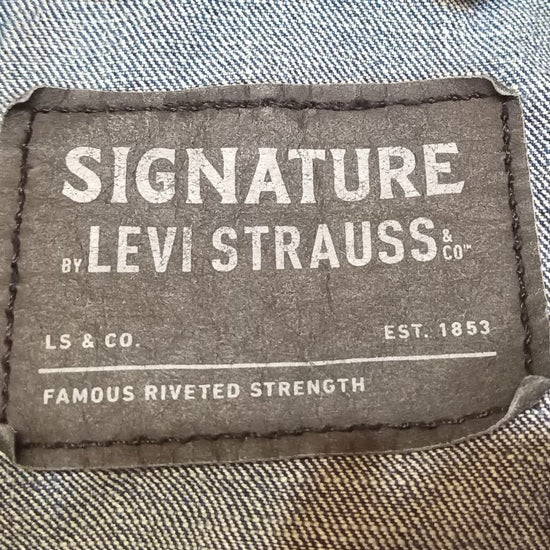 SIGNATURE
BY LEVI STRAUSS & CO™
LS & CO. EST. 1853
FAMOUS RIVETED STRENGTH